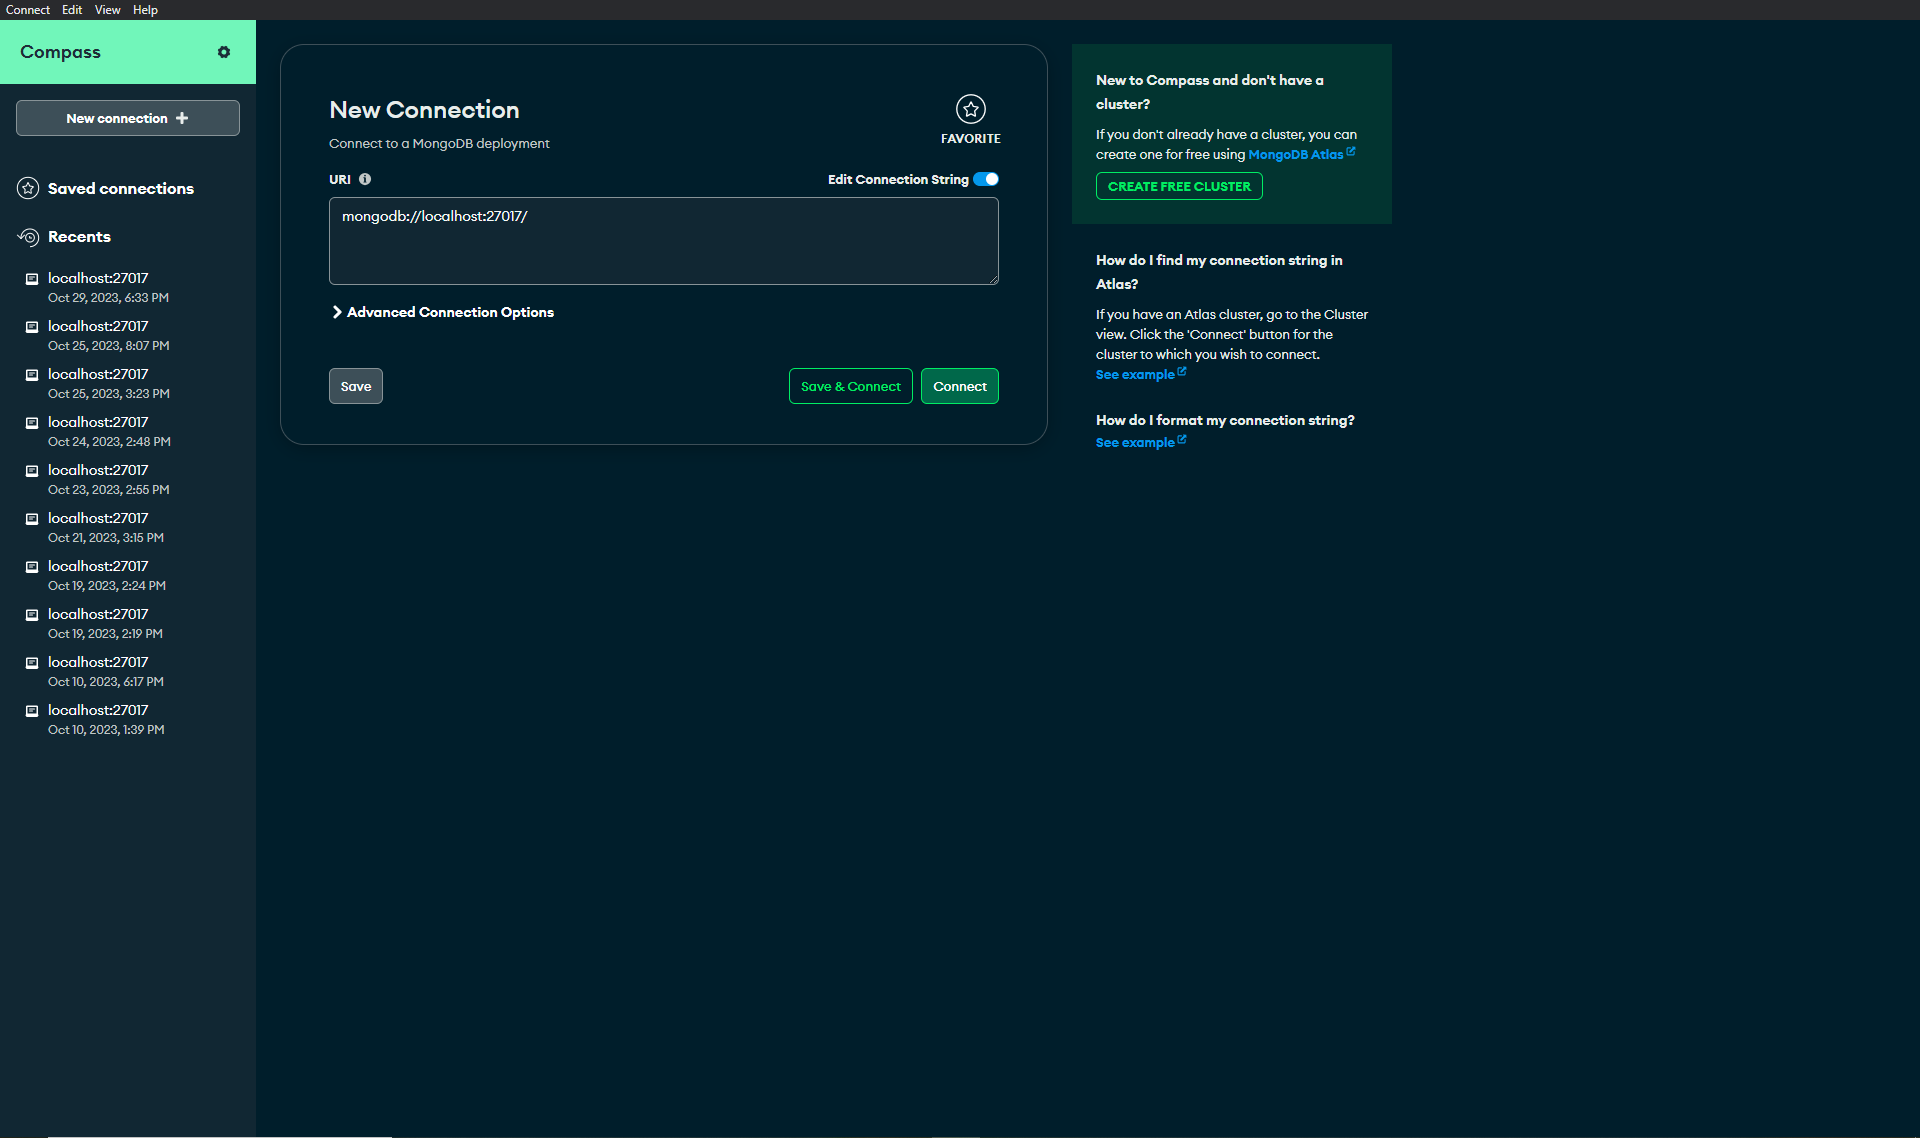 Connect Edit View Help
Compass
New connection
Saved connections
Recents
localhost:27017
Oct 29, 2023, 6:33 PM
localhost:27017
Oct 25, 2023, 8:07 PM
localhost:27017
Oct 25, 2023, 3:23 PM
localhost:27017
Oct 24, 2023, 2:48 PM
localhost:27017
Oct 23, 2023, 2:55 PM
localhost:27017
Oct 21, 2023, 3:15 PM
localhost:27017
Oct 19, 2023, 2:24 PM
localhost:27017
Oct 19, 2023, 2:19 PM
localhost:27017
Oct 10, 2023, 6:17 PM
localhost:27017
Oct 10, 2023, 1:39 PM
New Connection
Connect to a MongoDB deployment
FAVORITE
URI
Edit Connection String
mongodb://localhost:27017/
Advanced Connection Options
Save
Save & Connect
Connect
New to Compass and don't have a
cluster?
If you don't already have a cluster, you can
create one for free using MongoDB Atlas
CREATE FREE CLUSTER
How do I find my connection string in
Atlas?
If you have an Atlas cluster, go to the Cluster
view. Click the 'Connect' button for the
cluster to which you wish to connect.
See example
How do I format my connection string?
See example